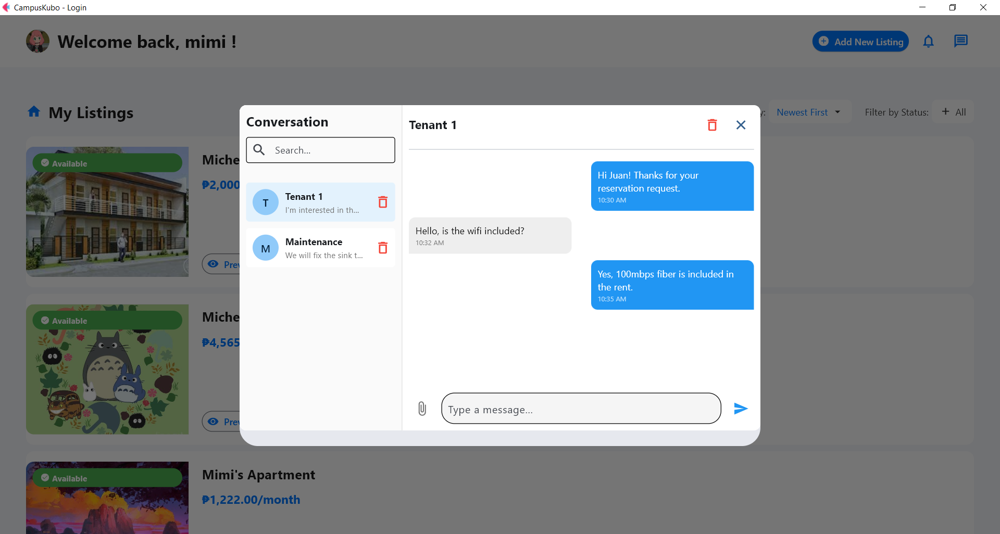 CampusKubo - Login
Welcome back, mimi !
Add New Listing
My Listings
Newest First
Filter by Status:
All
Available
Miche
₱2,000
Prev
Available
Miche
₱4,565
Prev
Available
Mimi's Apartment
₱1,222.00/month
Conversation
Search...
T
Tenant 1
I'm interested in th...
M
Maintenance
We will fix the sink t...
Tenant 1
Hi Juan! Thanks for your
reservation request.
10:30 AM
Hello, is the wifi included?
10:32 AM
Yes, 100mbps fiber is included in
the rent.
10:35 AM
Type a message...